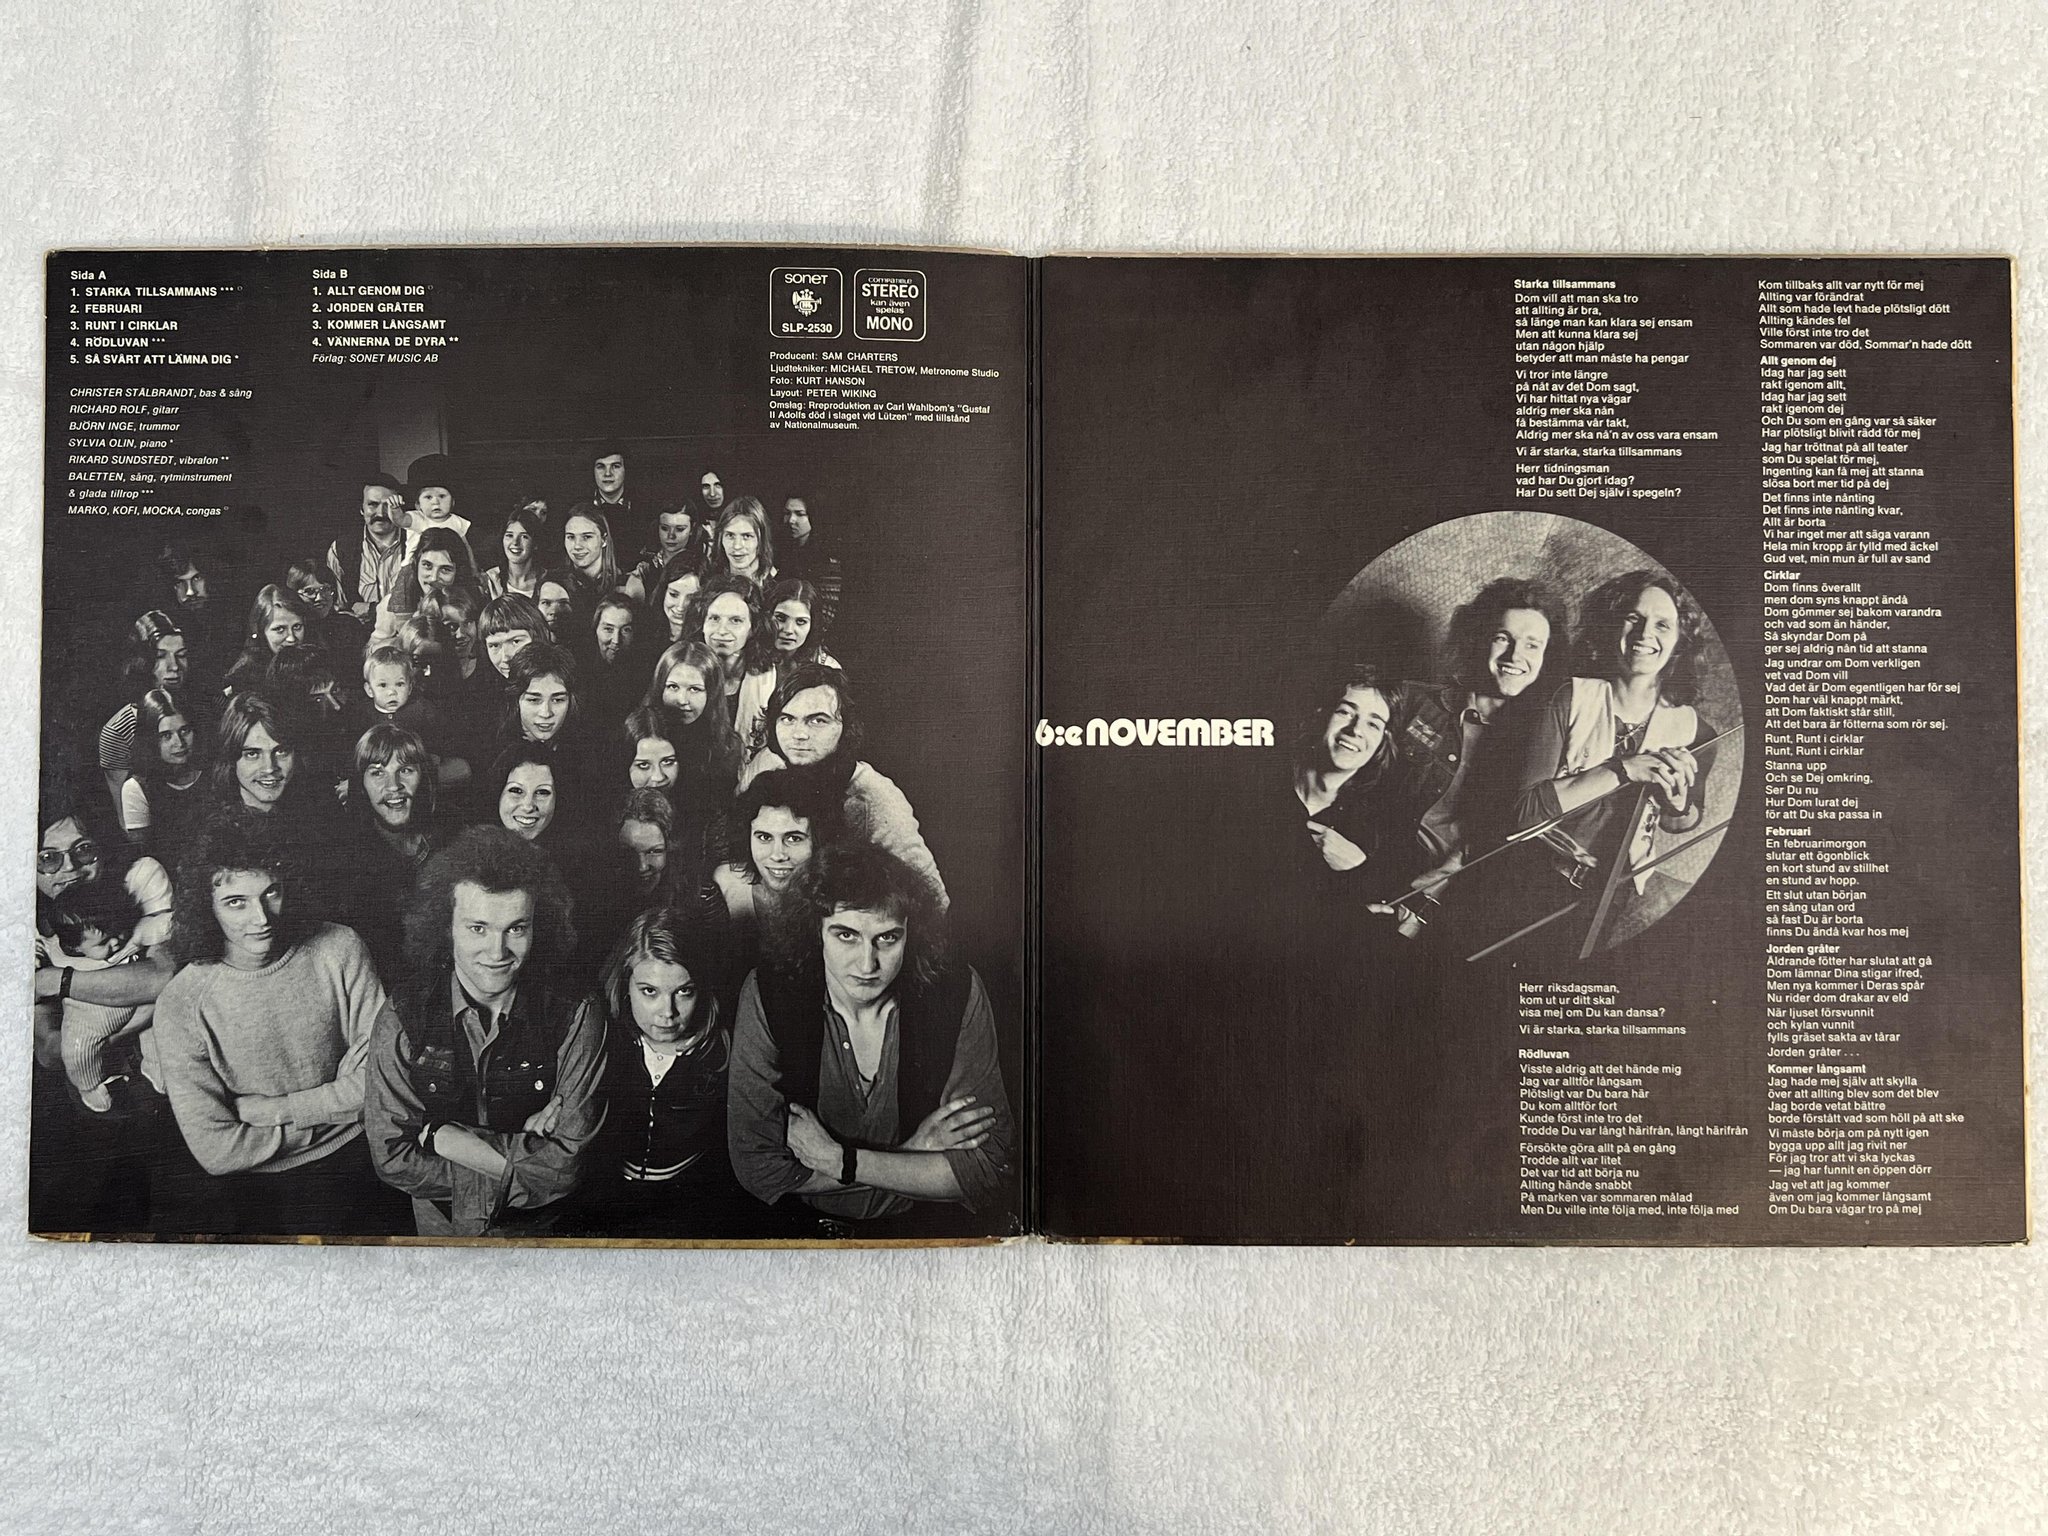 Sida A
1. STARKA TILLSAMMANS *** °
2. FEBRUARI
3. RUNT I CIRKLAR
4. RÖDLUVAN ***
5. SÅ SVÅRT ATT LÄMNA DIG *
CHRISTER STÅLBRANDT, bas & sång
RICHARD ROLF, gitarr
BJÖRN INGE, trummor
SYLVIA OLIN, piano *
RIKARD SUNDSTEDT, vibrafon **
BALETTEN, sång, rytminstrument
& glada tillrop ***
MARKO, KOFI, MOCKA, congas °
Sida B
1. ALLT GENOM DIG °
2. JORDEN GRÅTER
3. KOMMER LÅNGSAMT
4. VÄNNERNA DE DYRA **
Förlag: SONET MUSIC AB
sonet
SLP-2530
COMPATIBLE
STEREO
kan även
spelas
MONO
Producent: SAM CHARTERS
Ljudtekniker: MICHAEL TRETOW, Metronome Studio
Foto: KURT HANSON
Layout: PETER WIKING
Omslag: Rreproduktion av Carl Wahlbom's "Gustaf
II Adolfs död i slaget vid Lützen" med tillstånd
av Nationalmuseum.
6:e NOVEMBER
Starka tillsammans
Dom vill att man ska tro
att allting är bra,
så länge man kan klara sej ensam
Men att kunna klara sej
utan någon hjälp
betyder att man måste ha pengar
Vi tror inte längre
på nåt av det Dom sagt,
Vi har hittat nya vägar
aldrig mer ska nån
få bestämma vår takt,
Aldrig mer ska nå'n av oss vara ensam
Vi är starka, starka tillsammans
Herr tidningsman
vad har Du gjort idag?
Har Du sett Dej själv i spegeln?
Herr riksdagsman,
kom ut ur ditt skal
visa mej om Du kan dansa?
Vi är starka, starka tillsammans
Rödluvan
Visste aldrig att det hände mig
Jag var alltför långsam
Plötsligt var Du bara här
Du kom alltför fort
Kunde först inte tro det
Trodde Du var långt härifrån, långt härifrån
Försökte göra allt på en gång
Trodde allt var litet
Det var tid att börja nu
Allting hände snabbt
På marken var sommaren målad
Men Du ville inte följa med, inte följa med
Kom tillbaks allt var nytt för mej
Allting var förändrat
Allt som hade levt hade plötsligt dött
Allting kändes fel
Ville först inte tro det
Sommaren var död, Sommar'n hade dött
Allt genom dej
Idag har jag sett
rakt igenom allt,
Idag har jag sett
rakt igenom dej
Och Du som en gång var så säker
Har plötsligt blivit rädd för mej
Jag har tröttnat på all teater
som Du spelat för mej,
Ingenting kan få mej att stanna
slösa bort mer tid på dej
Det finns inte nånting
Det finns inte nånting kvar,
Allt är borta
Vi har inget mer att säga varann
Hela min kropp är fylld med äckel
Gud vet, min mun är full av sand
Cirklar
Dom finns överallt
men dom syns knappt ändå
Dom gömmer sej bakom varandra
och vad som än händer,
Så skyndar Dom på
ger sej aldrig nån tid att stanna
Jag undrar om Dom verkligen
vet vad Dom vill
Vad det är Dom egentligen har för sej
Dom har väl knappt märkt,
att Dom faktiskt står still,
Att det bara är fötterna som rör sej.
Runt, Runt i cirklar
Runt, Runt i cirklar
Stanna upp
Och se Dej omkring,
Ser Du nu
Hur Dom lurat dej
för att Du ska passa in
Februari
En februarimorgon
slutar ett ögonblick
en kort stund av stillhet
en stund av hopp.
Ett slut utan början
en sång utan ord
så fast Du är borta
finns Du ändå kvar hos mej
Jorden gråter
Åldrande fötter har slutat att gå
Dom lämnar Dina stigar ifred,
Men nya kommer i Deras spår
Nu rider dom drakar av eld
När ljuset försvunnit
och kylan vunnit
fylls gräset sakta av tårar
Jorden gråter . . .
Kommer långsamt
Jag hade mej själv att skylla
över att allting blev som det blev
Jag borde vetat bättre
borde förstått vad som höll på att ske
Vi måste börja om på nytt igen
bygga upp allt jag rivit ner
För jag tror att vi ska lyckas
— jag har funnit en öppen dörr
Jag vet att jag kommer
även om jag kommer långsamt
Om Du bara vågar tro på mej